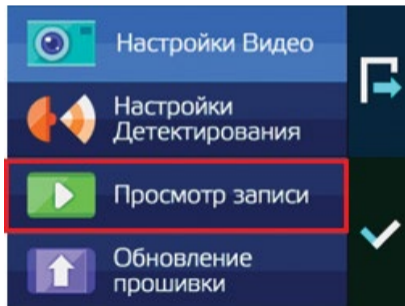 Настройки Видео
Настройки
Детектирования
Просмотр записи
Обновление
прошивки